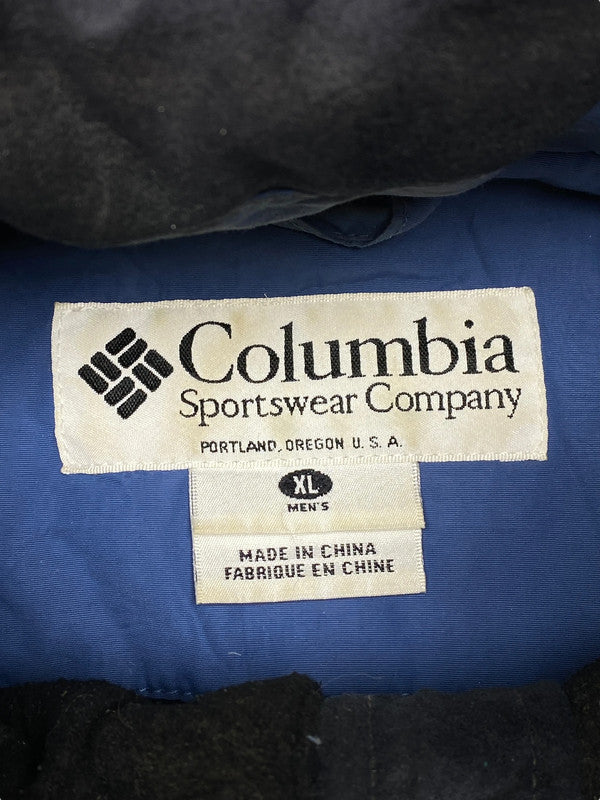 Columbia
Sportswear Company
PORTLAND, OREGON U.S.A.
XL
MEN'S
MADE IN CHINA
FABRIQUE EN CHINE